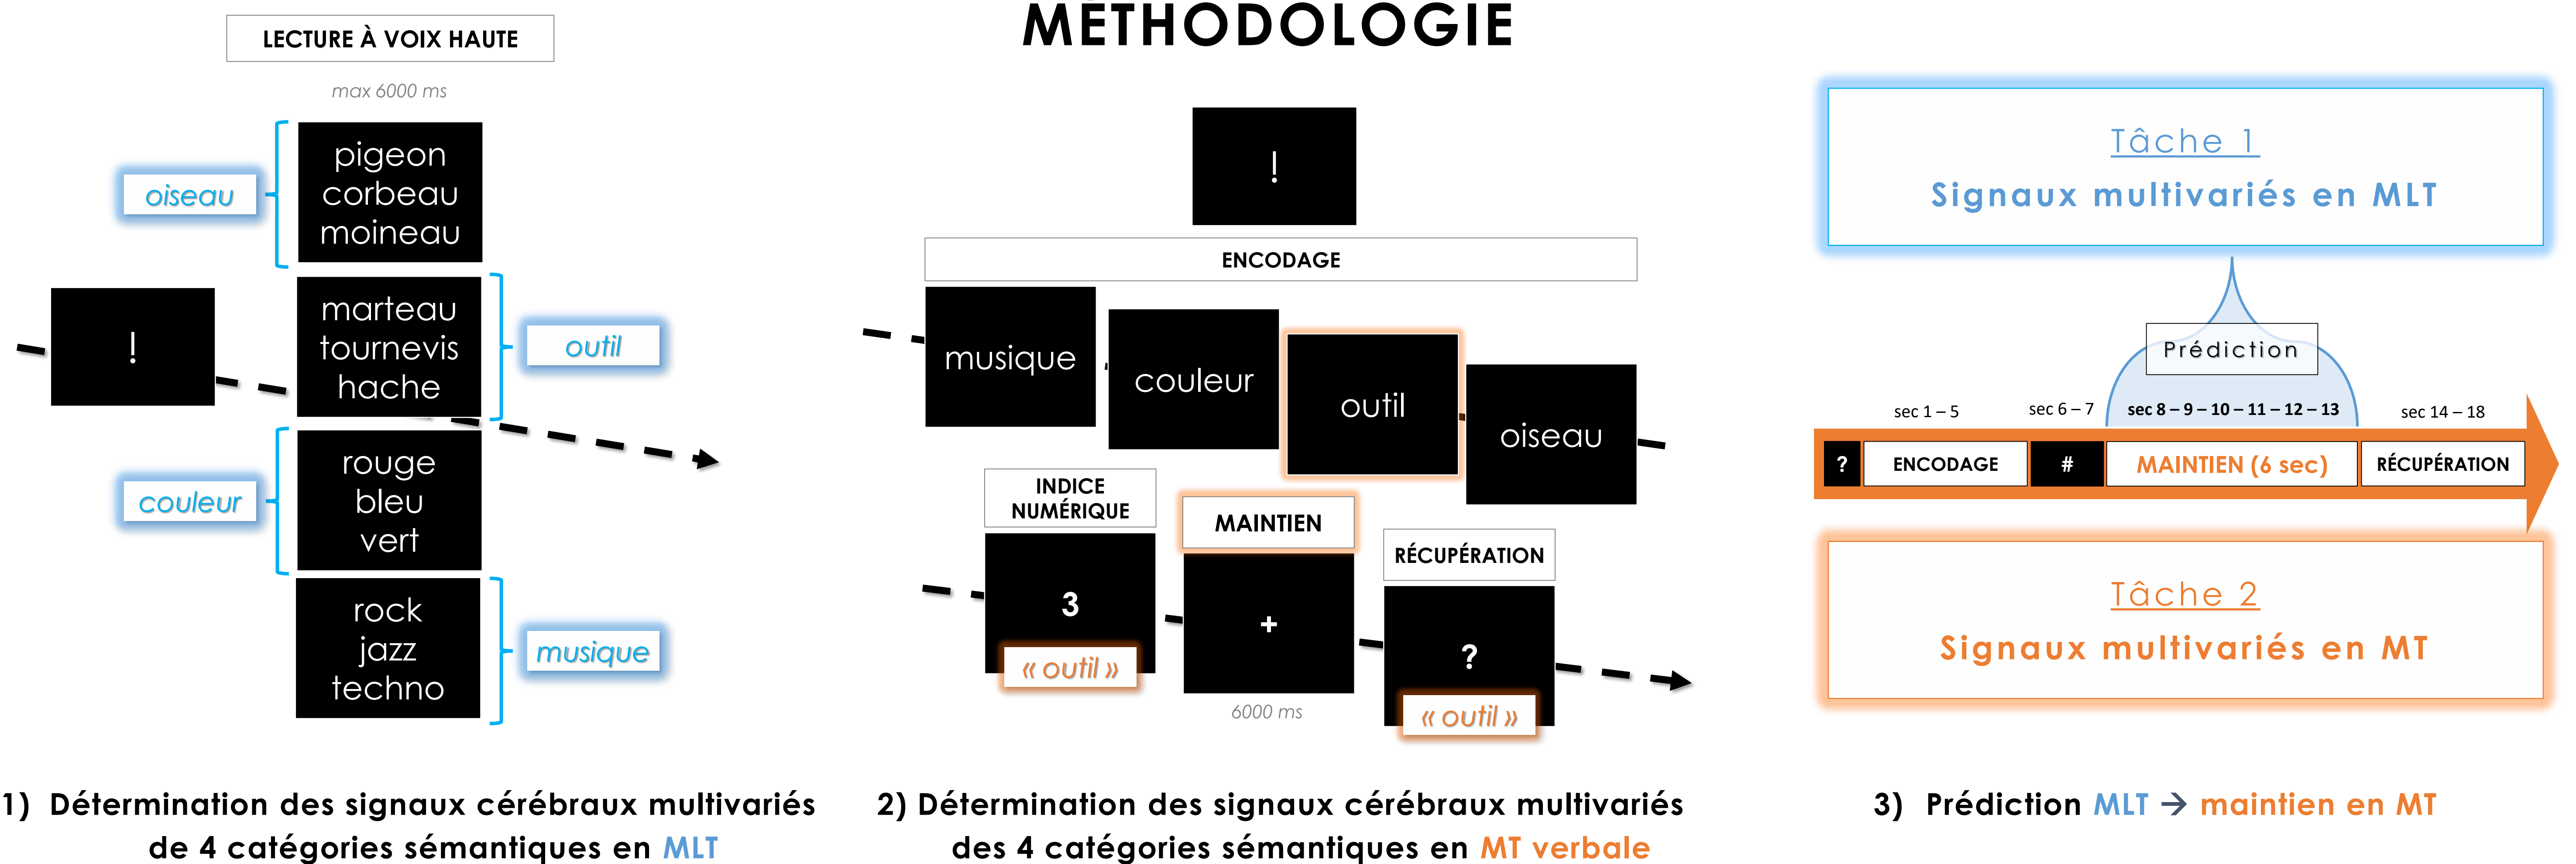 MÉTHODOLOGIE
LECTURE À VOIX HAUTE
max 6000 ms
oiseau
pigeon
corbeau
moineau
!
marteau
tournevis
hache
outil
couleur
rouge
bleu
vert
rock
jazz
techno
musique
1) Détermination des signaux cérébraux multivariés
de 4 catégories sémantiques en MLT
!
ENCODAGE
musique
couleur
outil
oiseau
INDICE
NUMÉRIQUE
3
« outil »
MAINTIEN
+
6000 ms
RÉCUPÉRATION
?
« outil »
2) Détermination des signaux cérébraux multivariés
des 4 catégories sémantiques en MT verbale
Tâche 1
Signaux multivariés en MLT
Prédiction
sec 1 – 5
sec 6 – 7
sec 8 – 9 – 10 – 11 – 12 – 13
sec 14 – 18
?
ENCODAGE
#
MAINTIEN (6 sec)
RÉCUPÉRATION
Tâche 2
Signaux multivariés en MT
3) Prédiction MLT → maintien en MT